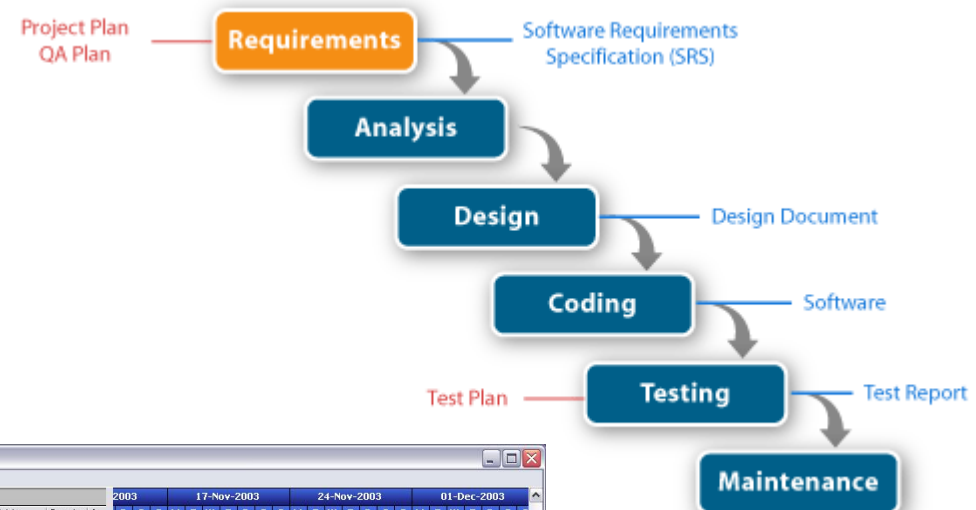 Project Plan
QA Plan
Requirements
Software Requirements
Specification (SRS)
Analysis
Design
Design Document
Coding
Software
Test Plan
Testing
Test Report
Maintenance
2003 17-Nov-2003 24-Nov-2003 01-Dec-2003